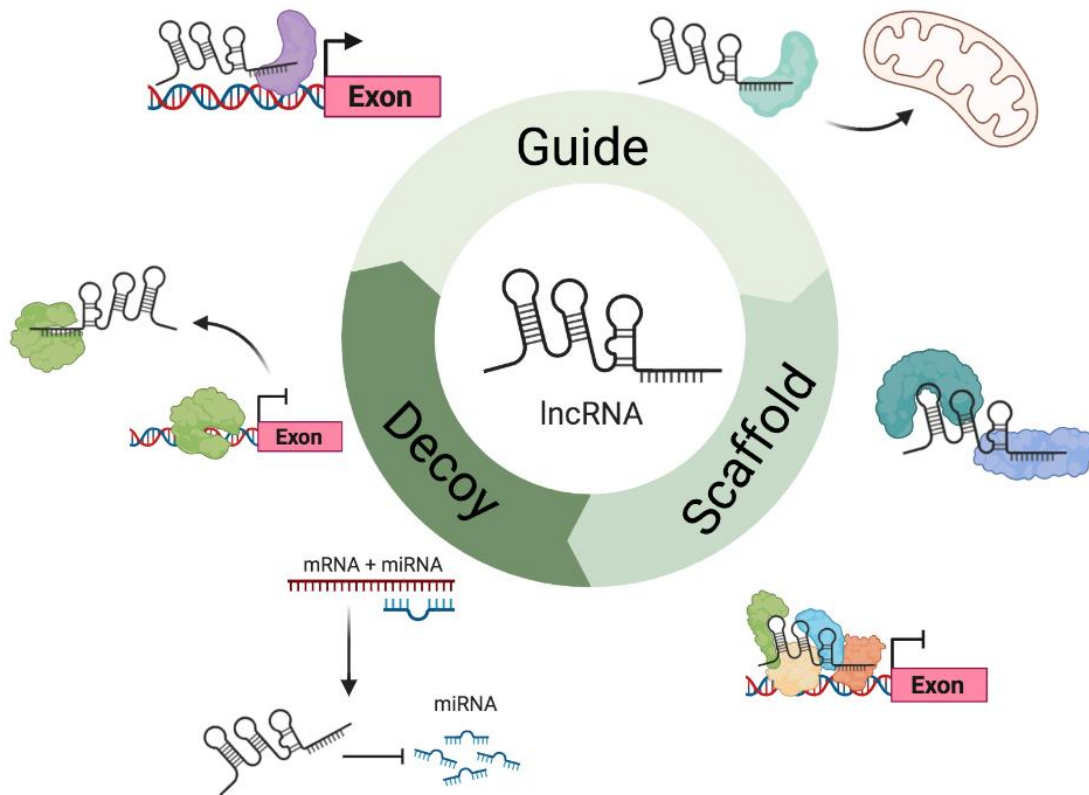 Exon
Guide
Exon
lncRNA
Decoy
Scaffold
mRNA + miRNA
miRNA
Exon